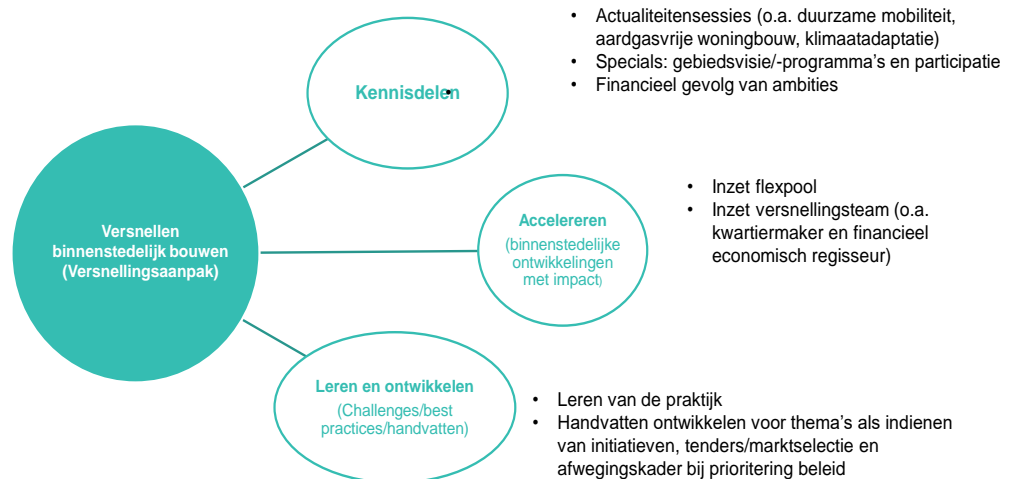 • Actualiteitensessies (o.a. duurzame mobiliteit,
aardgasvrije woningbouw, klimaatadaptatie)
• Specials: gebiedsvisie/-programma's en participatie
• Financieel gevolg van ambities
Kennisdelen
•
Versnellen
binnenstedelijk bouwen
(Versnellingsaanpak)
Accelereren
(binnenstedelijke
ontwikkelingen
met impact)
• Inzet flexpool
• Inzet versnellingsteam (o.a.
kwartiermaker en financieel
economisch regisseur)
Leren en ontwikkelen
(Challenges/best
practices/handvatten)
• Leren van de praktijk
• Handvatten ontwikkelen voor thema's als indienen
van initiatieven, tenders/marktselectie en
afwegingskader bij prioritering beleid